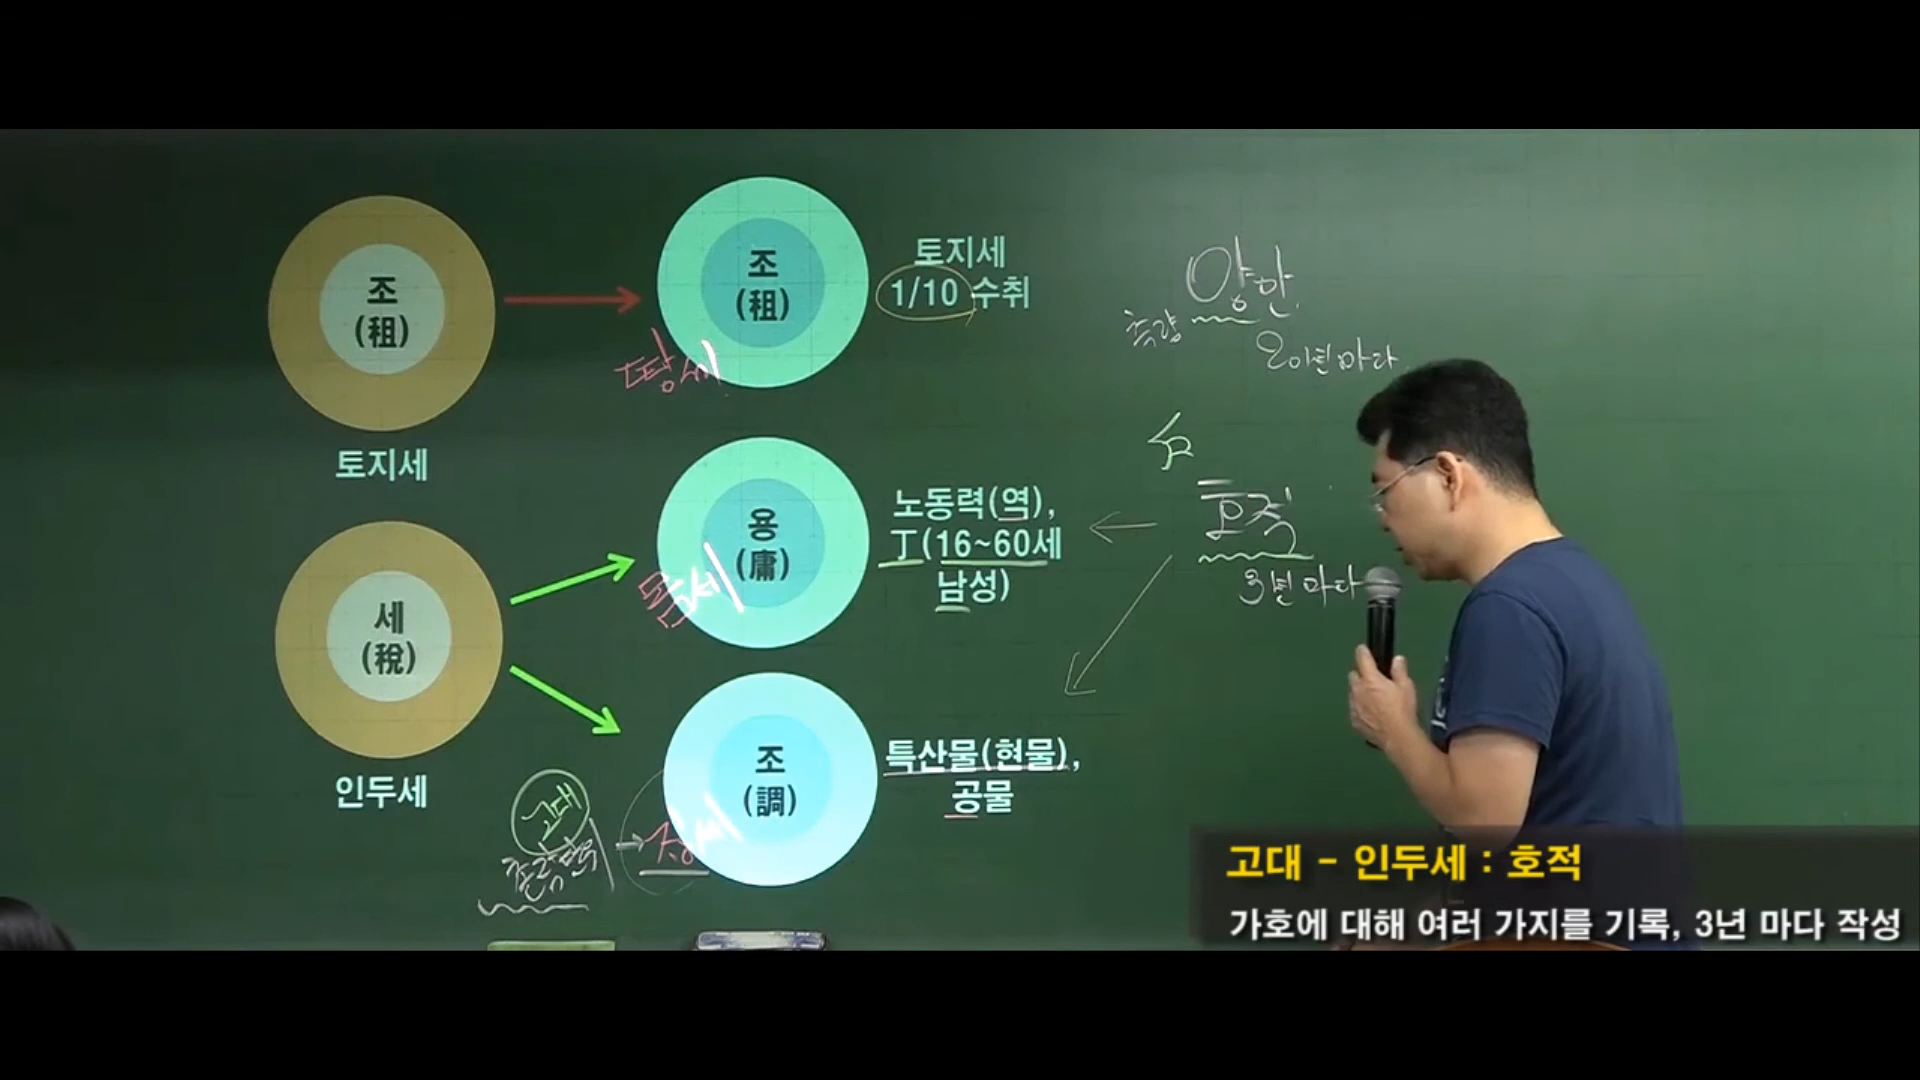 조
(租)
토지세
세
(稅)
인두세
조
(租)
땅세
토지세
1/10 수취
용
(庸)
몸세
노동력(역),
丁(16~60세
남성)
조
(調)
특산물(현물),
공물
고대
양안
측량
20년마다
호적
3년마다
고대 - 인두세 : 호적
가호에 대해 여러 가지를 기록, 3년 마다 작성